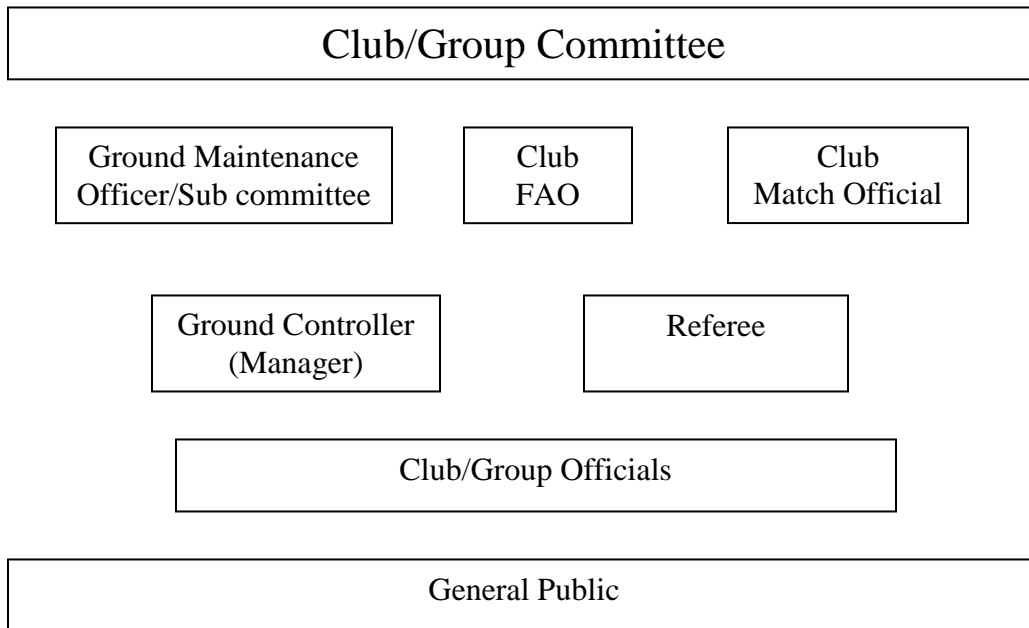 Club/Group Committee
Ground Maintenance
Officer/Sub committee
Club
FAO
Club
Match Official
Ground Controller
(Manager)
Referee
Club/Group Officials
General Public